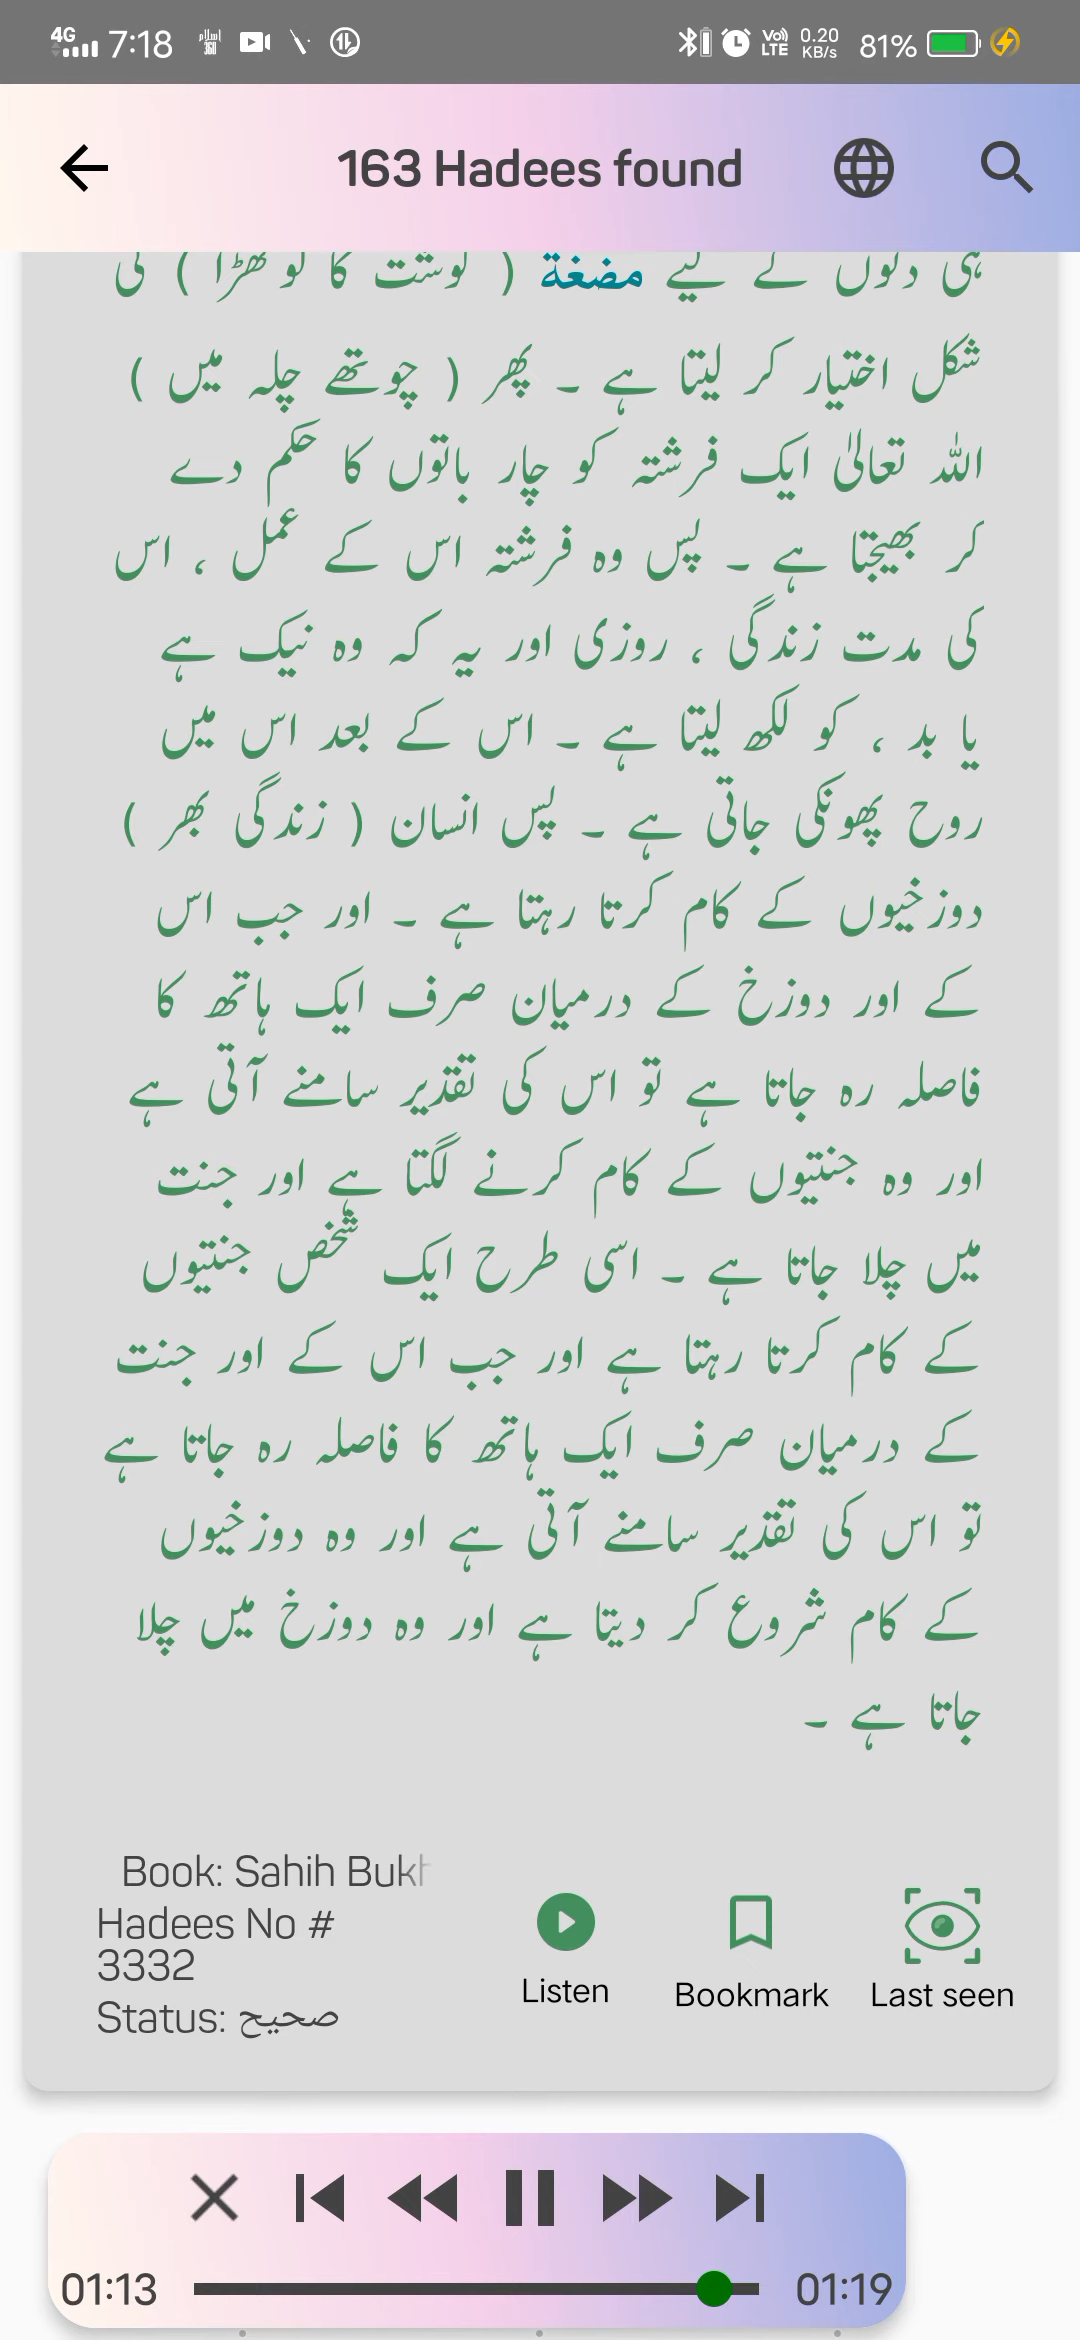 4G 7:18 اسلام 360 Vo) LTE 0.20 KB/s 81%
163 Hadees found
ہی دنوں کے لیے مضغة ( گوشت کا لوتھڑا ) کی
شکل اختیار کر لیتا ہے ۔ پھر ( چوتھے چلہ میں )
اللہ تعالیٰ ایک فرشتہ کو چار باتوں کا حکم دے
کر بھیجتا ہے ۔ پس وہ فرشتہ اس کے عمل ، اس
کی مدت زندگی ، روزی اور یہ کہ وہ نیک ہے
یا بد ، کو لکھ لیتا ہے ۔ اس کے بعد اس میں
روح پھونکی جاتی ہے ۔ پس انسان ( زندگی بھر )
دوزخیوں کے کام کرتا رہتا ہے ۔ اور جب اس
کے اور دوزخ کے درمیان صرف ایک ہاتھ کا
فاصلہ رہ جاتا ہے تو اس کی تقدیر سامنے آتی ہے
اور وہ جنتیوں کے کام کرنے لگتا ہے اور جنت
میں چلا جاتا ہے ۔ اسی طرح ایک شخص جنتیوں
کے کام کرتا رہتا ہے اور جب اس کے اور جنت
کے درمیان صرف ایک ہاتھ کا فاصلہ رہ جاتا ہے
تو اس کی تقدیر سامنے آتی ہے اور وہ دوزخیوں
کے کام شروع کر دیتا ہے اور وہ دوزخ میں چلا
جاتا ہے ۔
Book: Sahih Bukh
Hadees No #
3332
Status: صحیح
Listen
Bookmark
Last seen
01:13
01:19